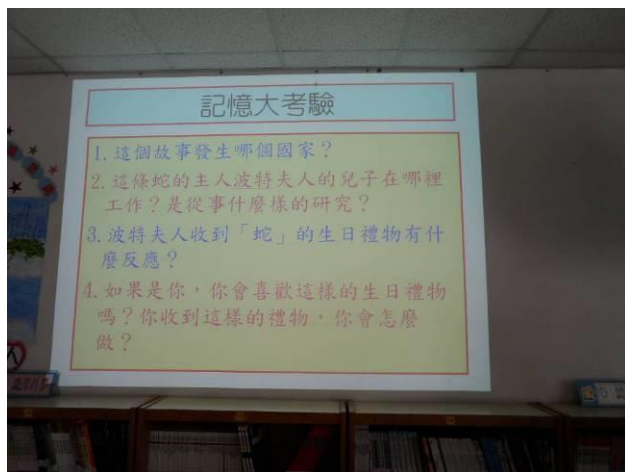 記憶大考驗
1. 這個故事發生哪個國家？
2. 這條蛇的主人波特夫人的兒子在哪裡
工作？是從事什麼樣的研究？
3. 波特夫人收到「蛇」的生日禮物有什
麼反應？
4. 如果是你，你會喜歡這樣的生日禮物
嗎？你收到這樣的禮物，你會怎麼
做？